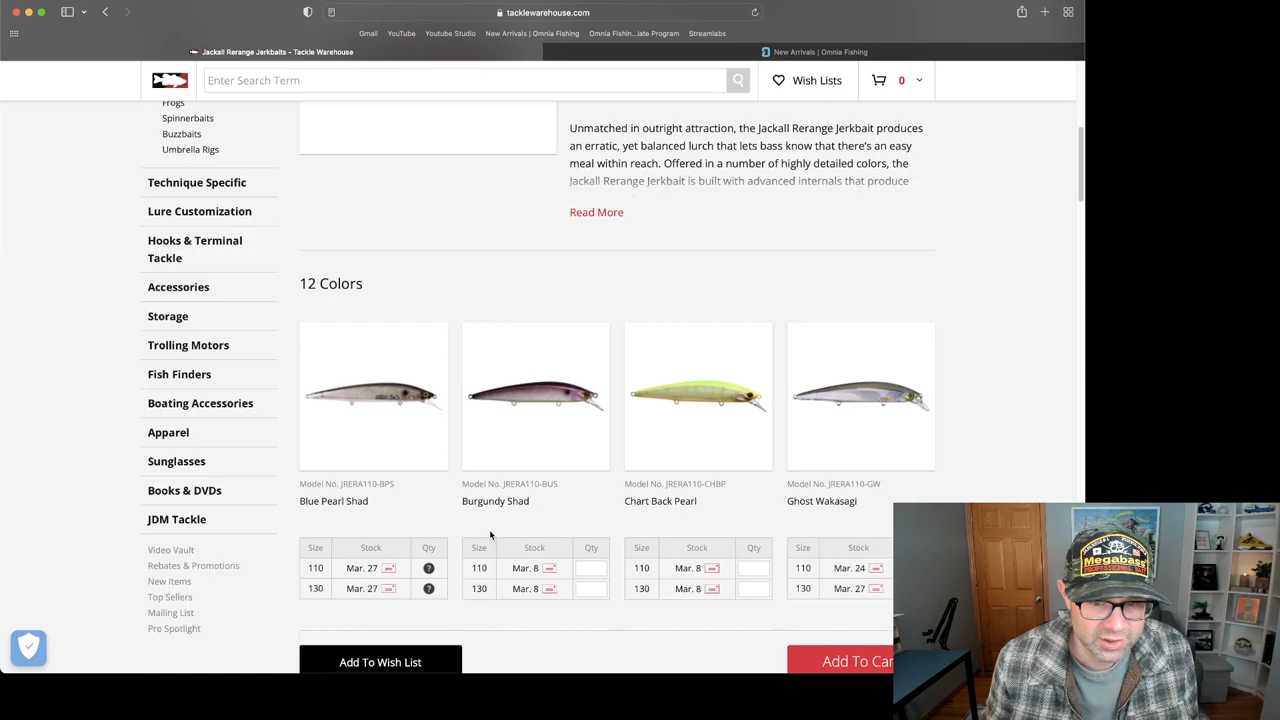 tacklewarehouse.com
Gmail YouTube Youtube Studio New Arrivals | Omnia Fishing Omnia Fishin...iate Program Streamlabs
Jackall Rerange Jerkbaits - Tackle Warehouse
New Arrivals | Omnia Fishing
Enter Search Term
Wish Lists
0
Frogs
Spinnerbaits
Buzzbaits
Umbrella Rigs
Technique Specific
Lure Customization
Hooks & Terminal
Tackle
Accessories
Storage
Trolling Motors
Fish Finders
Boating Accessories
Apparel
Sunglasses
Books & DVDs
JDM Tackle
Video Vault
Rebates & Promotions
New Items
Top Sellers
Mailing List
Pro Spotlight
Unmatched in outright attraction, the Jackall Rerange Jerkbait produces
an erratic, yet balanced lurch that lets bass know that there's an easy
meal within reach. Offered in a number of highly detailed colors, the
Jackall Rerange Jerkbait is built with advanced internals that produce
Read More
12 Colors
Model No. JRERA110-BPS
Blue Pearl Shad
Size Stock Qty
110 Mar. 27 ?
130 Mar. 27 ?
Model No. JRERA110-BUS
Burgundy Shad
Size Stock Qty
110 Mar. 8
130 Mar. 8
Model No. JRERA110-CHBP
Chart Back Pearl
Size Stock Qty
110 Mar. 8
130 Mar. 8
Model No. JRERA110-GW
Ghost Wakasagi
Size Stock
110 Mar. 24
130 Mar. 27
Add To Wish List
Add To Car
Megabass